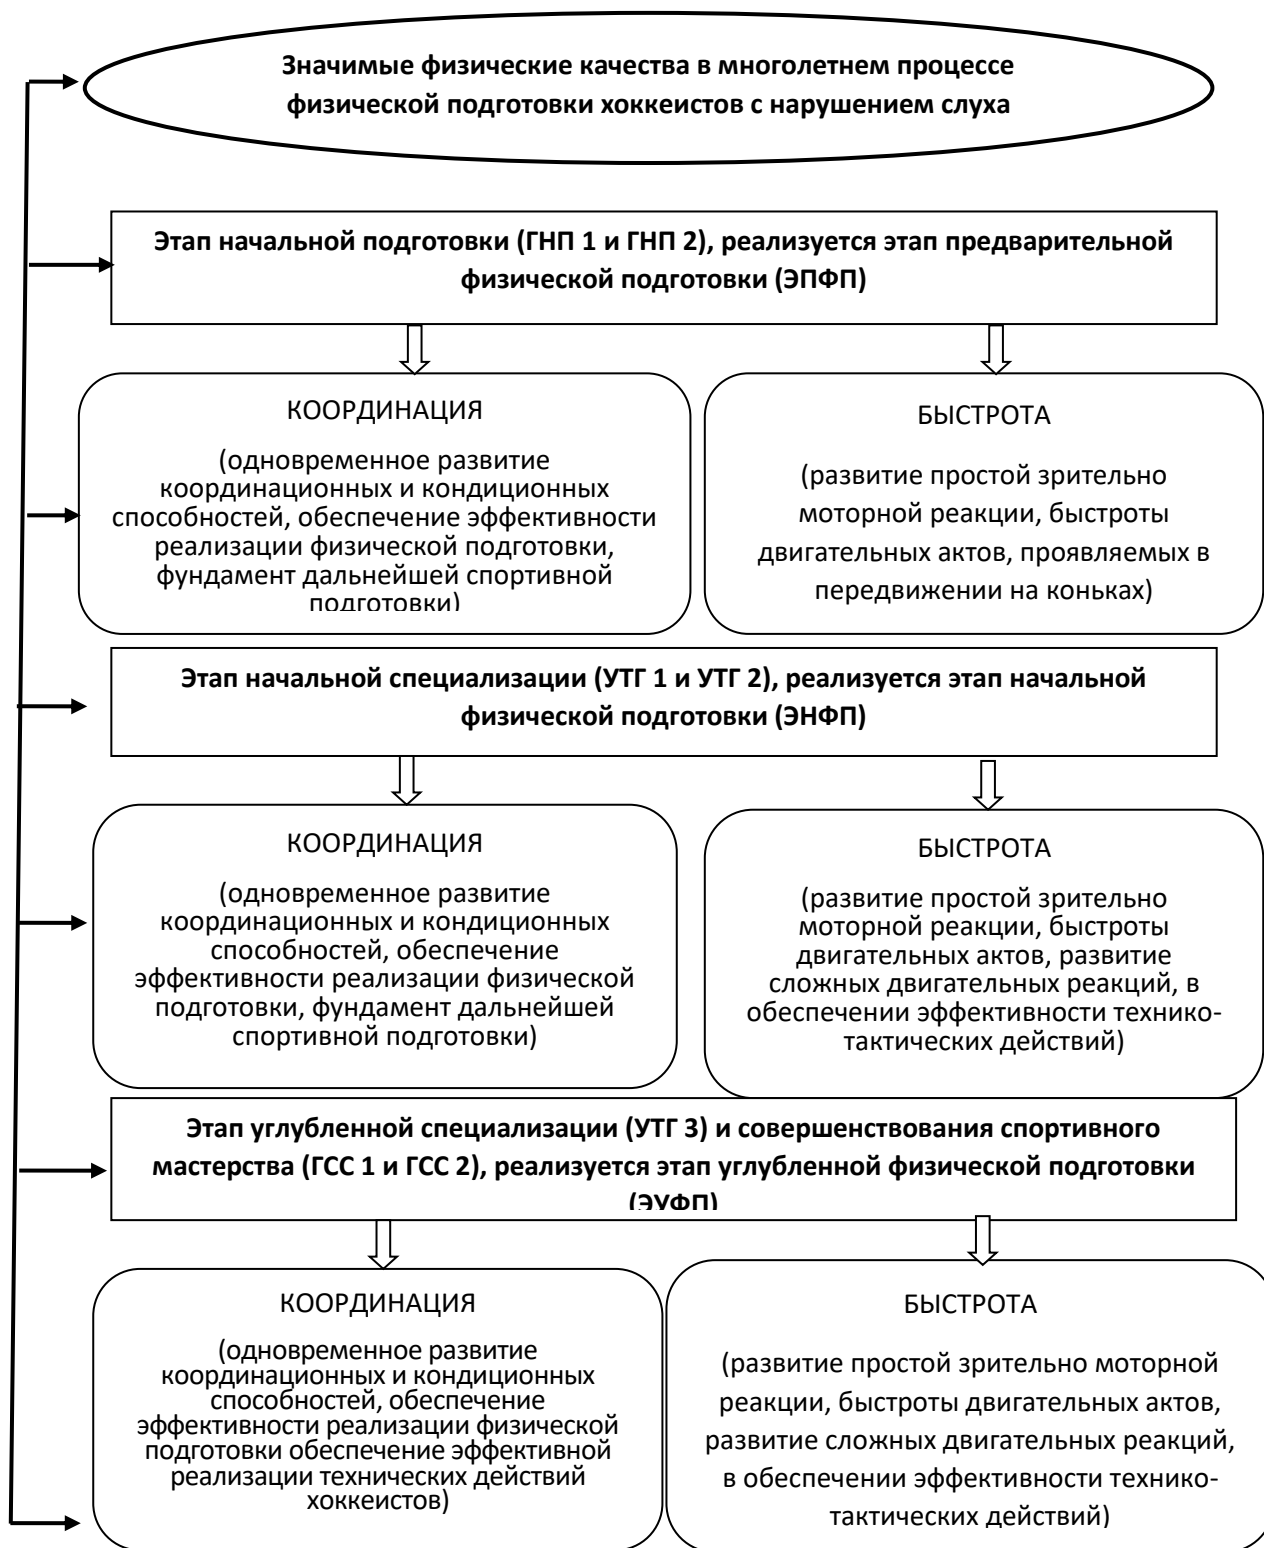 Значимые физические качества в многолетнем процессе
физической подготовки хоккеистов с нарушением слуха
Этап начальной подготовки (ГНП 1 и ГНП 2), реализуется этап предварительной
физической подготовки (ЭПФП)
КООРДИНАЦИЯ
(одновременное развитие
координационных и кондиционных
способностей, обеспечение эффективности
реализации физической подготовки,
фундамент дальнейшей спортивной
подготовки)
БЫСТРОТА
(развитие простой зрительно
моторной реакции, быстроты
двигательных актов, проявляемых в
передвижении на коньках)
Этап начальной специализации (УТГ 1 и УТГ 2), реализуется этап начальной
физической подготовки (ЭНФП)
КООРДИНАЦИЯ
(одновременное развитие
координационных и кондиционных
способностей, обеспечение
эффективности реализации физической
подготовки, фундамент дальнейшей
спортивной подготовки)
БЫСТРОТА
(развитие простой зрительно
моторной реакции, быстроты
двигательных актов, развитие
сложных двигательных реакций, в
обеспечении эффективности технико-
тактических действий)
Этап углубленной специализации (УТГ 3) и совершенствования спортивного
мастерства (ГСС 1 и ГСС 2), реализуется этап углубленной физической подготовки
(ЭУФП)
КООРДИНАЦИЯ
(одновременное развитие
координационных и кондиционных
способностей, обеспечение
эффективности реализации физической
подготовки обеспечение эффективной
реализации технических действий
хоккеистов)
БЫСТРОТА
(развитие простой зрительно моторной
реакции, быстроты двигательных актов,
развитие сложных двигательных реакций,
в обеспечении эффективности технико-
тактических действий)